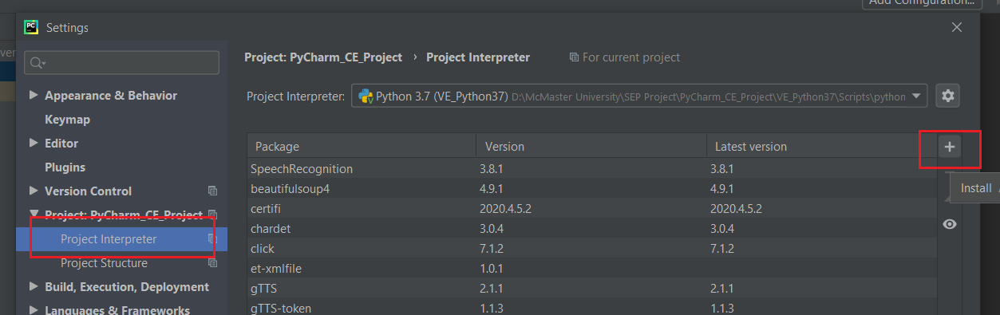 Add Configuration...
PC
Settings
ver
Project: PyCharm_CE_Project › Project Interpreter For current project
Project Interpreter: Python 3.7 (VE_Python37) D:\McMaster University\SEP Project\PyCharm_CE_Project\VE_Python37\Scripts\python
Appearance & Behavior
Keymap
Editor
Plugins
Version Control
Project: PyCharm_CE_Project
Project Interpreter
Project Structure
Build, Execution, Deployment
Languages & Frameworks
Package Version Latest version
SpeechRecognition 3.8.1 3.8.1
beautifulsoup4 4.9.1 4.9.1
certifi 2020.4.5.2 2020.4.5.2
chardet 3.0.4 3.0.4
click 7.1.2 7.1.2
et-xmlfile 1.0.1
gTTS 2.1.1 2.1.1
gTTS-token 1.1.3 1.1.3
Install